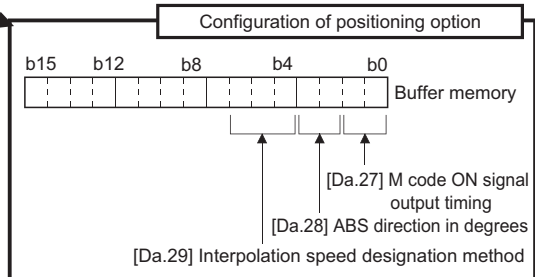 Configuration of positioning option
b15 b12 b8 b4 b0
Buffer memory
[Da.27] M code ON signal
output timing
[Da.28] ABS direction in degrees
[Da.29] Interpolation speed designation method